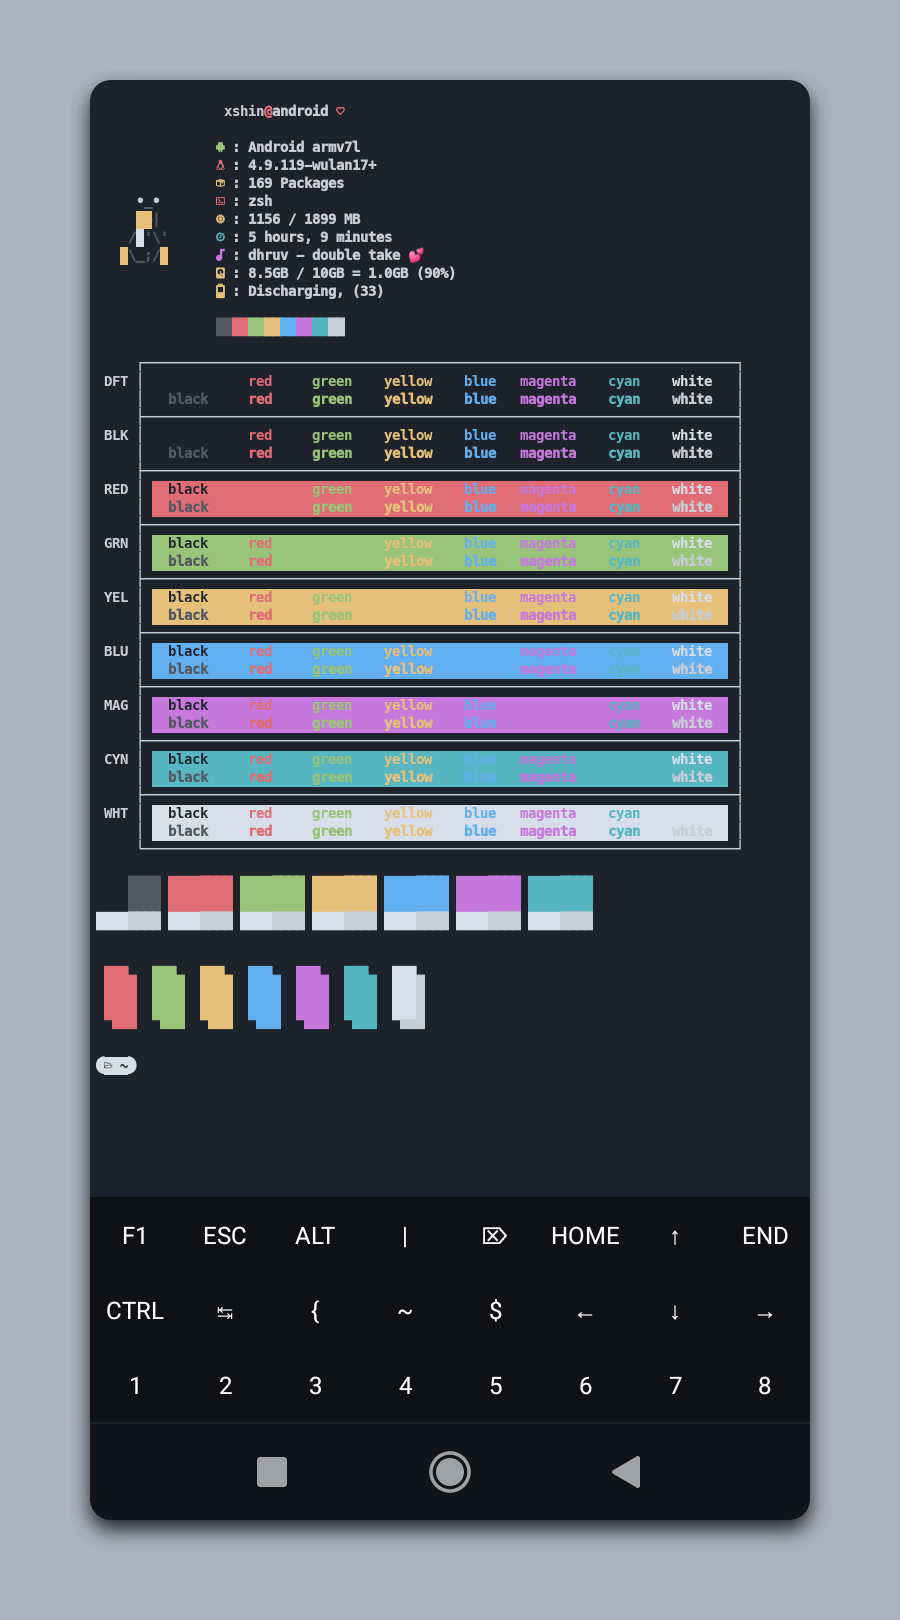 xshin@android ♡
: Android armv7l
: 4.9.119-wulan17+
: 169 Packages
: zsh
: 1156 / 1899 MB
: 5 hours, 9 minutes
: dhruv - double take 💕
: 8.5GB / 10GB = 1.0GB (90%)
: Discharging, (33)
DFT red green yellow blue magenta cyan white
black red green yellow blue magenta cyan white
BLK red green yellow blue magenta cyan white
black red green yellow blue magenta cyan white
RED black green yellow blue magenta cyan white
black green yellow blue magenta cyan white
GRN black red yellow blue magenta cyan white
black red yellow blue magenta cyan white
YEL black red green blue magenta cyan white
black red green blue magenta cyan white
BLU black red green yellow magenta cyan white
black red green yellow magenta cyan white
MAG black red green yellow blue cyan white
black red green yellow blue cyan white
CYN black red green yellow blue magenta white
black red green yellow blue magenta white
WHT black red green yellow blue magenta cyan
black red green yellow blue magenta cyan white
~
F1 ESC ALT | ⌦ HOME ↑ END
CTRL ↹ { ~ $ ← ↓ →
1 2 3 4 5 6 7 8